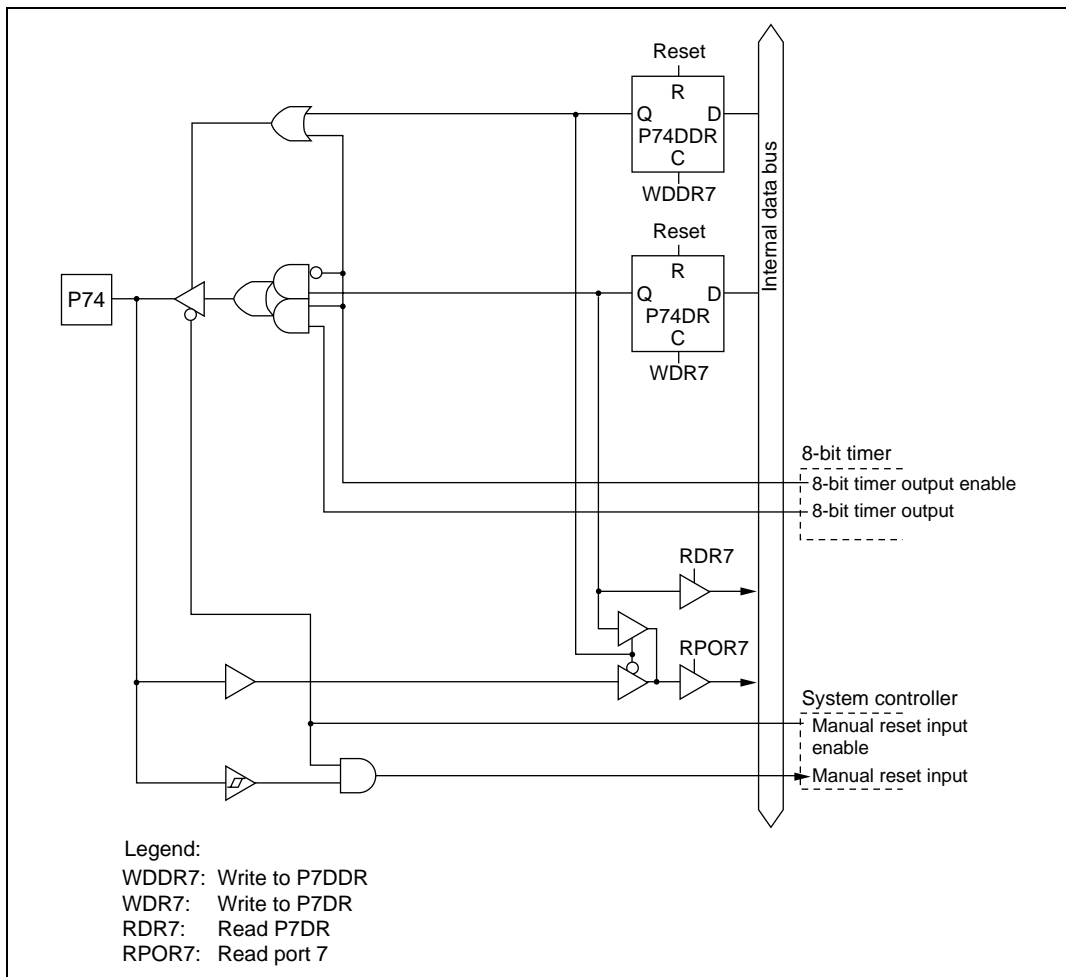 Reset
R
Q D
P74DDR
C
WDDR7
Internal data bus
Reset
R
Q D
P74DR
C
WDR7
P74
8-bit timer
8-bit timer output enable
8-bit timer output
RDR7
RPOR7
System controller
Manual reset input
enable
Manual reset input
Legend:
WDDR7: Write to P7DDR
WDR7: Write to P7DR
RDR7: Read P7DR
RPOR7: Read port 7